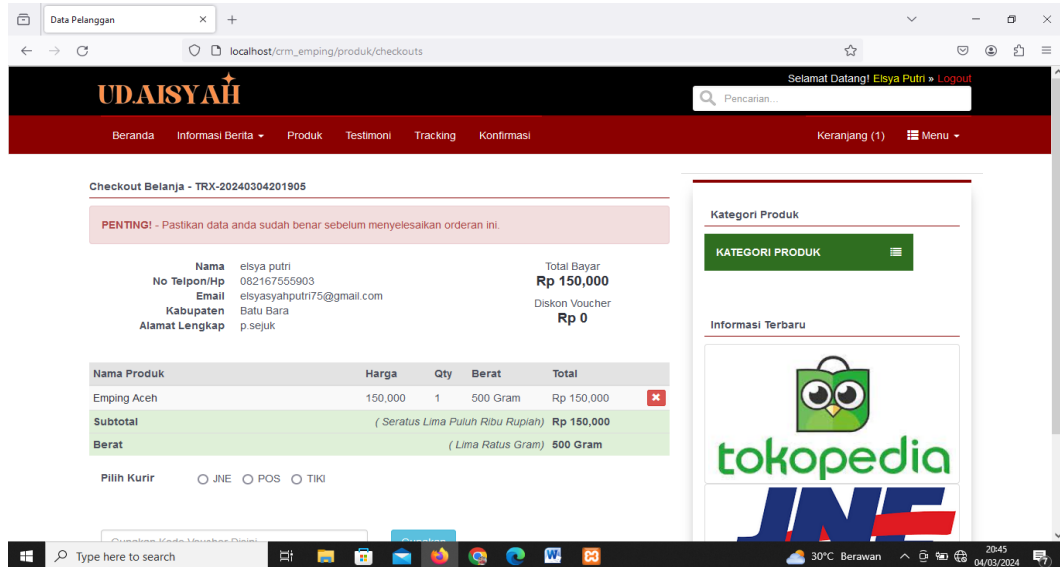 Data Pelanggan
localhost/crm_emping/produk/checkouts
UD.AISYAH
Selamat Datang! Elsya Putri » Logout
Pencarian...
Beranda Informasi Berita Produk Testimoni Tracking Konfirmasi Keranjang (1) Menu
Checkout Belanja - TRX-20240304201905
PENTING! - Pastikan data anda sudah benar sebelum menyelesaikan orderan ini.
Nama elsya putri
No Telpon/Hp 082167555903
Email elsyasyahputri75@gmail.com
Kabupaten Batu Bara
Alamat Lengkap p.sejuk
Total Bayar
Rp 150,000
Diskon Voucher
Rp 0
Nama Produk Harga Qty Berat Total
Emping Aceh 150,000 1 500 Gram Rp 150,000
Subtotal ( Seratus Lima Puluh Ribu Rupiah) Rp 150,000
Berat ( Lima Ratus Gram) 500 Gram
Pilih Kurir JNE POS TIKI
Gunakan Kode Voucher Disini
Gunakan
Kategori Produk
KATEGORI PRODUK
Informasi Terbaru
tokopedia
JNE
Type here to search
30°C Berawan
20:45
04/03/2024